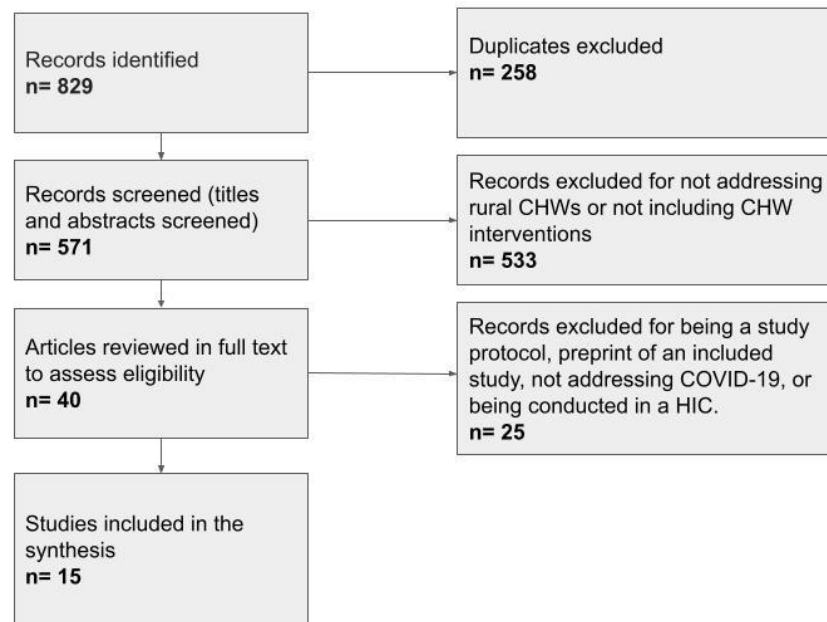 Records identified
n= 829
Duplicates excluded
n= 258
Records screened (titles
and abstracts screened)
n= 571
Records excluded for not addressing
rural CHWs or not including CHW
interventions
n= 533
Articles reviewed in full text
to assess eligibility
n= 40
Records excluded for being a study
protocol, preprint of an included
study, not addressing COVID-19, or
being conducted in a HIC.
n= 25
Studies included in the
synthesis
n= 15